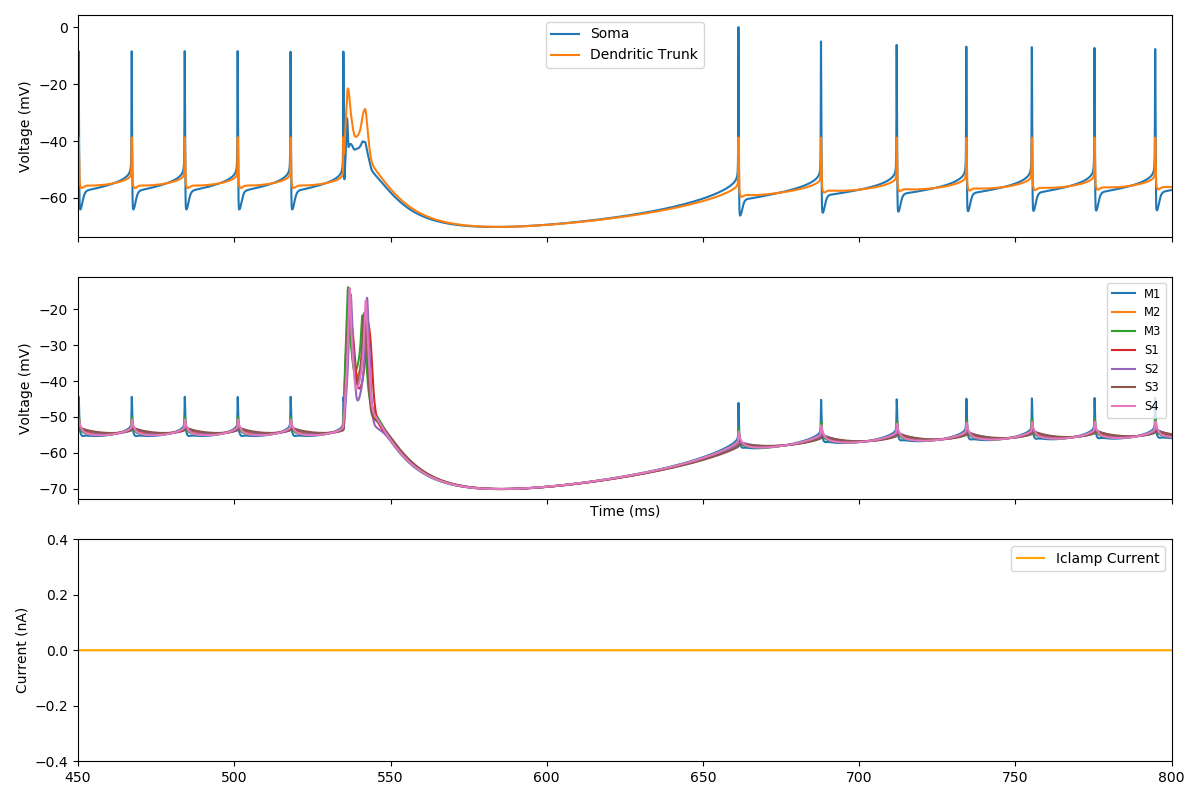 0
−20
−40
−60
Voltage (mV)
Soma
Dendritic Trunk
−20
−30
−40
−50
−60
−70
Voltage (mV)
M1
M2
M3
S1
S2
S3
S4
Time (ms)
0.4
0.2
0.0
−0.2
−0.4
Current (nA)
Iclamp Current
450 500 550 600 650 700 750 800